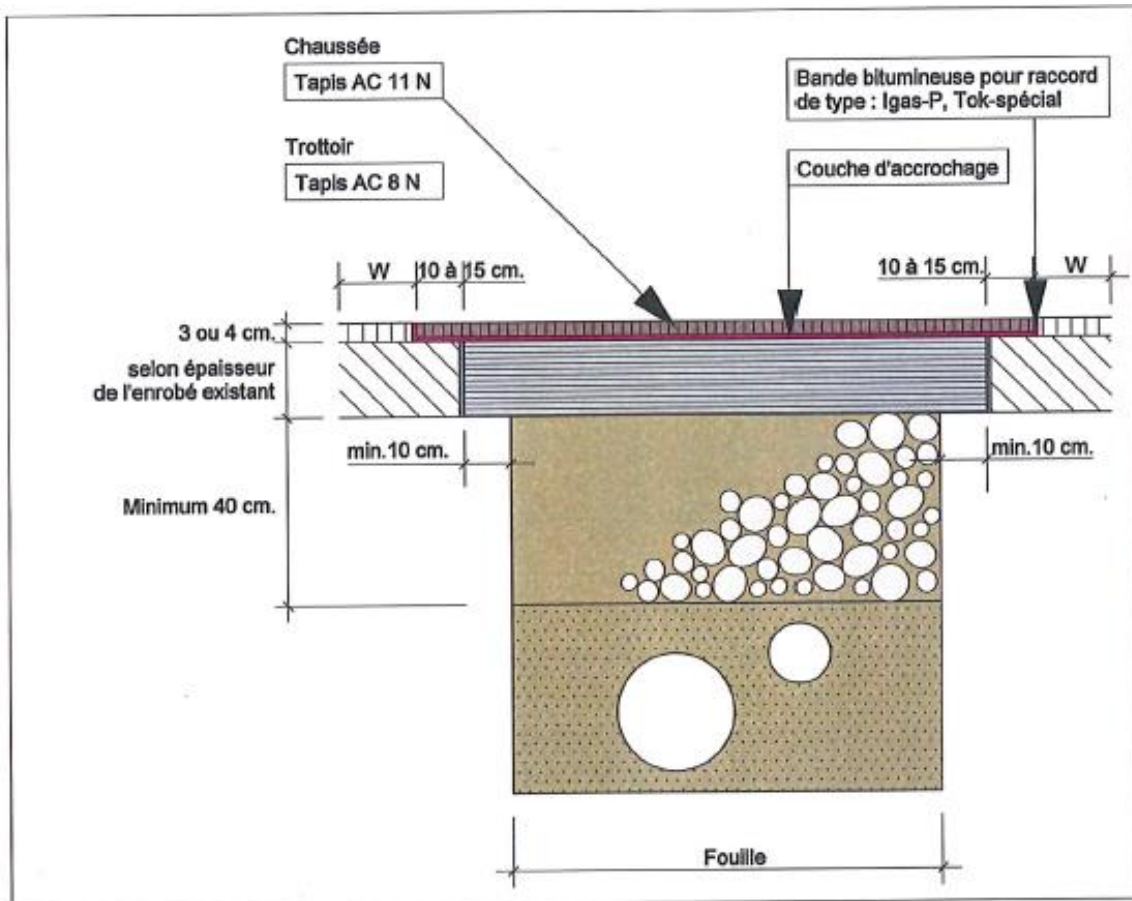 Chaussée
Tapis AC 11 N
Bande bitumineuse pour raccord
de type : Igas-P, Tok-spécial
Trottoir
Tapis AC 8 N
Couche d'accrochage
W
10 à 15 cm.
10 à 15 cm.
W
3 ou 4 cm.
selon épaisseur
de l'enrobé existant
min.10 cm.
min.10 cm.
Minimum 40 cm.
Fouille